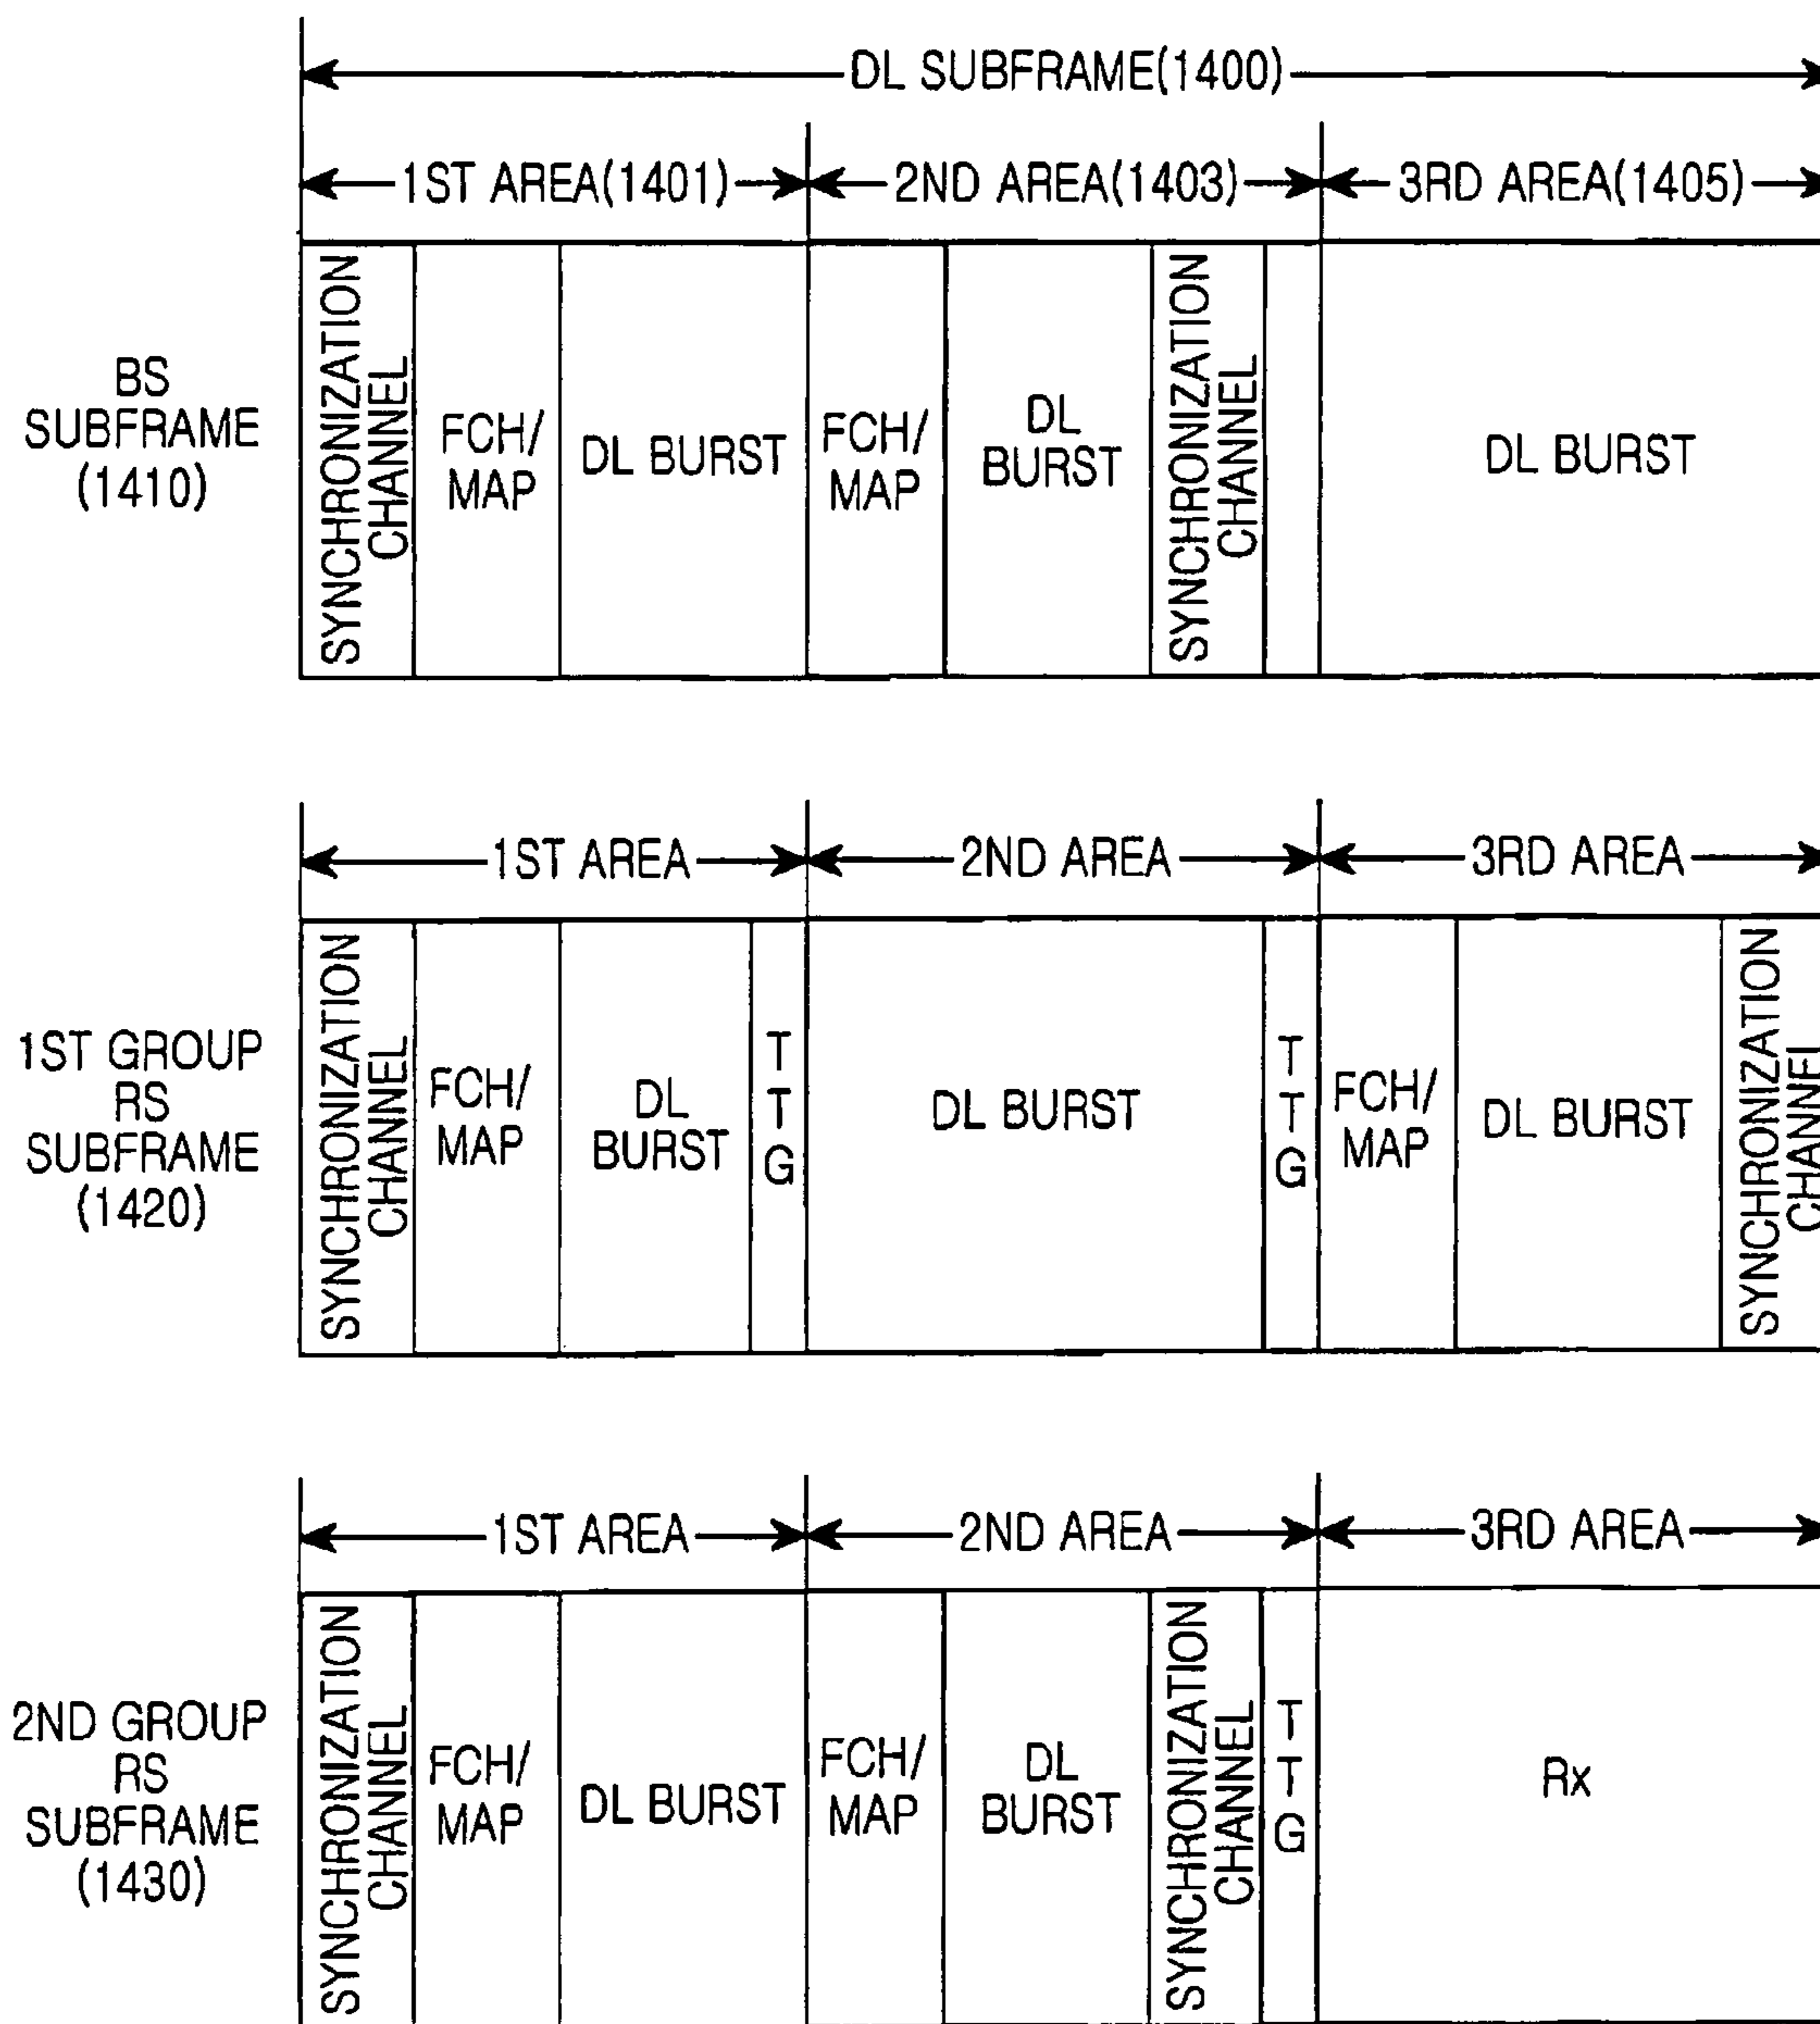 DL SUBFRAME(1400)
1ST AREA(1401)
2ND AREA(1403)
3RD AREA(1405)
BS
SUBFRAME
(1410)
SYNCHRONIZATION
CHANNEL
FCH/
MAP
DL BURST
FCH/
MAP
DL
BURST
SYNCHRONIZATION
CHANNEL
DL BURST
1ST AREA
2ND AREA
3RD AREA
1ST GROUP
RS
SUBFRAME
(1420)
SYNCHRONIZATION
CHANNEL
FCH/
MAP
DL
BURST
TTG
DL BURST
TTG
FCH/
MAP
DL BURST
SYNCHRONIZATION
CHANNEL
1ST AREA
2ND AREA
3RD AREA
2ND GROUP
RS
SUBFRAME
(1430)
SYNCHRONIZATION
CHANNEL
FCH/
MAP
DL BURST
FCH/
MAP
DL
BURST
SYNCHRONIZATION
CHANNEL
TTG
Rx